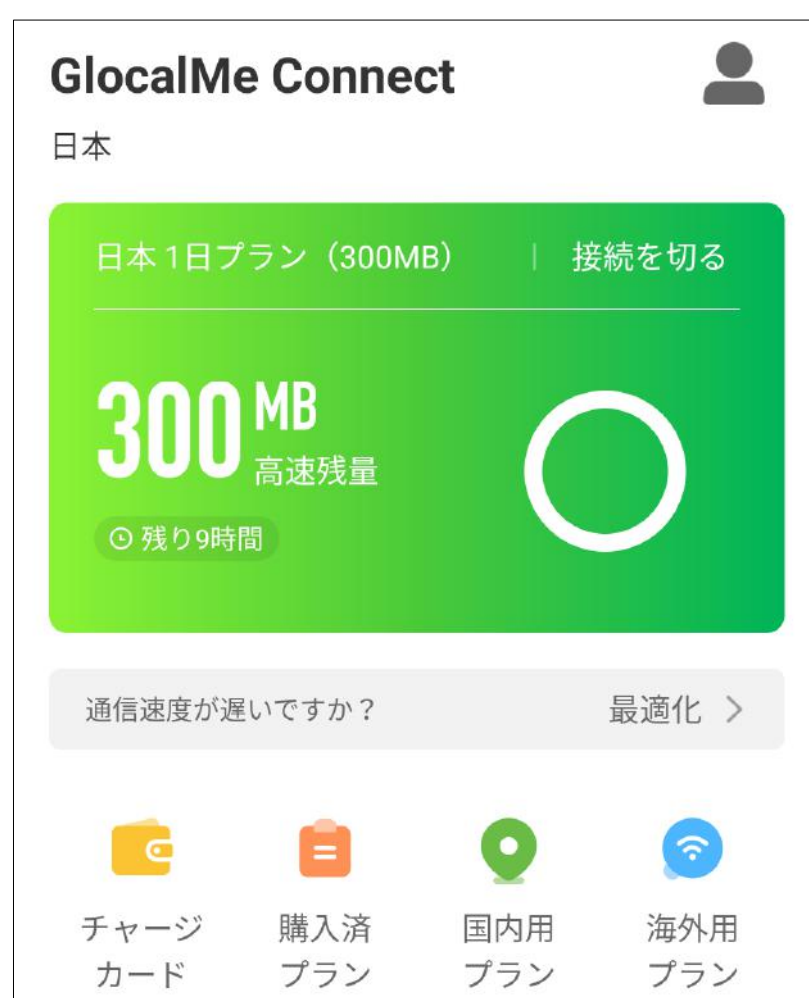 GlocalMe Connect
日本
日本1日プラン（300MB） | 接続を切る
300 MB
高速残量
残り9時間
通信速度が遅いですか？ 最適化 >
チャージ 購入済 国内用 海外用
カード プラン プラン プラン